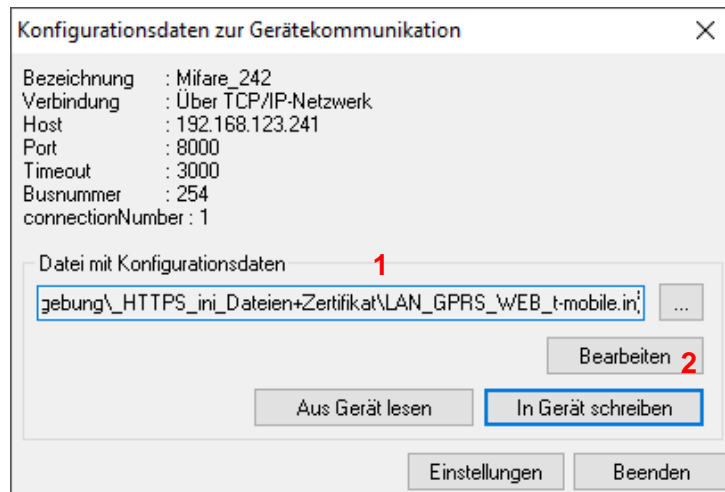 Konfigurationsdaten zur Gerätekommunikation
Bezeichnung : Mifare_242
Verbindung : Über TCP/IP-Netzwerk
Host : 192.168.123.241
Port : 8000
Timeout : 3000
Busnummer : 254
connectionNumber : 1
Datei mit Konfigurationsdaten 1
gebung\_HTTPS_ini_Dateien+Zertifikat\LAN_GPRS_WEB_t-mobile.in ...
Bearbeiten 2
Aus Gerät lesen In Gerät schreiben
Einstellungen Beenden